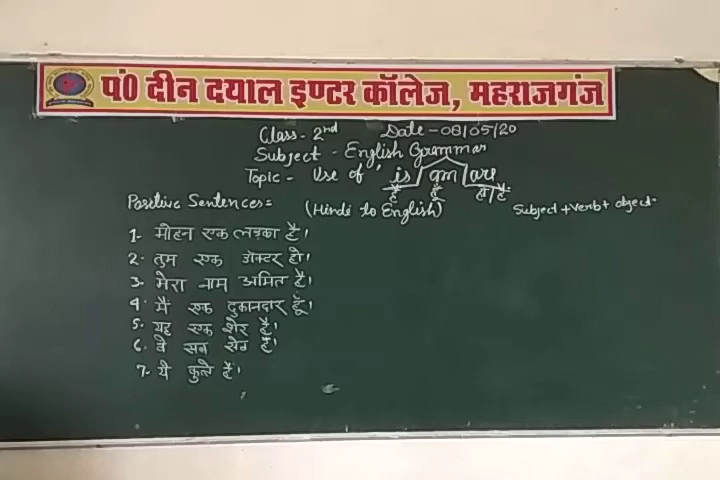 पं0 दीन दयाल इण्टर कॉलेज, महराजगंज
Class - 2nd Date - 08/05/20
Subject - English Grammar
Topic - Use of 'is/am/are
है हूँ हो/हैं
Positive Sentences = (Hindi to English) Subject + Verb + object-
1. मोहन एक लड़का है।
2. तुम एक डॉक्टर हो।
3. मेरा नाम अमित है।
4. मैं एक दुकानदार हूँ।
5. यह एक शेर है।
6. वे सब सेब हैं।
7. ये कुत्ते हैं।